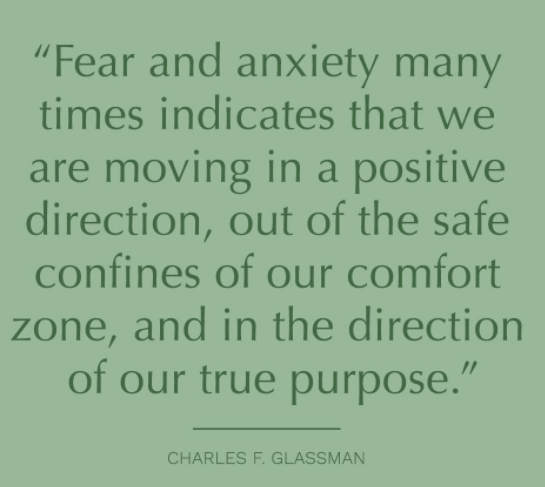 “Fear and anxiety many
times indicates that we
are moving in a positive
direction, out of the safe
confines of our comfort
zone, and in the direction
of our true purpose.”
CHARLES F. GLASSMAN